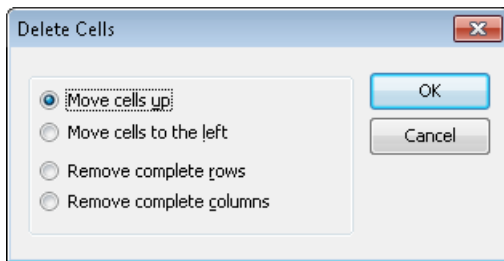 Delete Cells
Move cells up
Move cells to the left
Remove complete rows
Remove complete columns
OK
Cancel